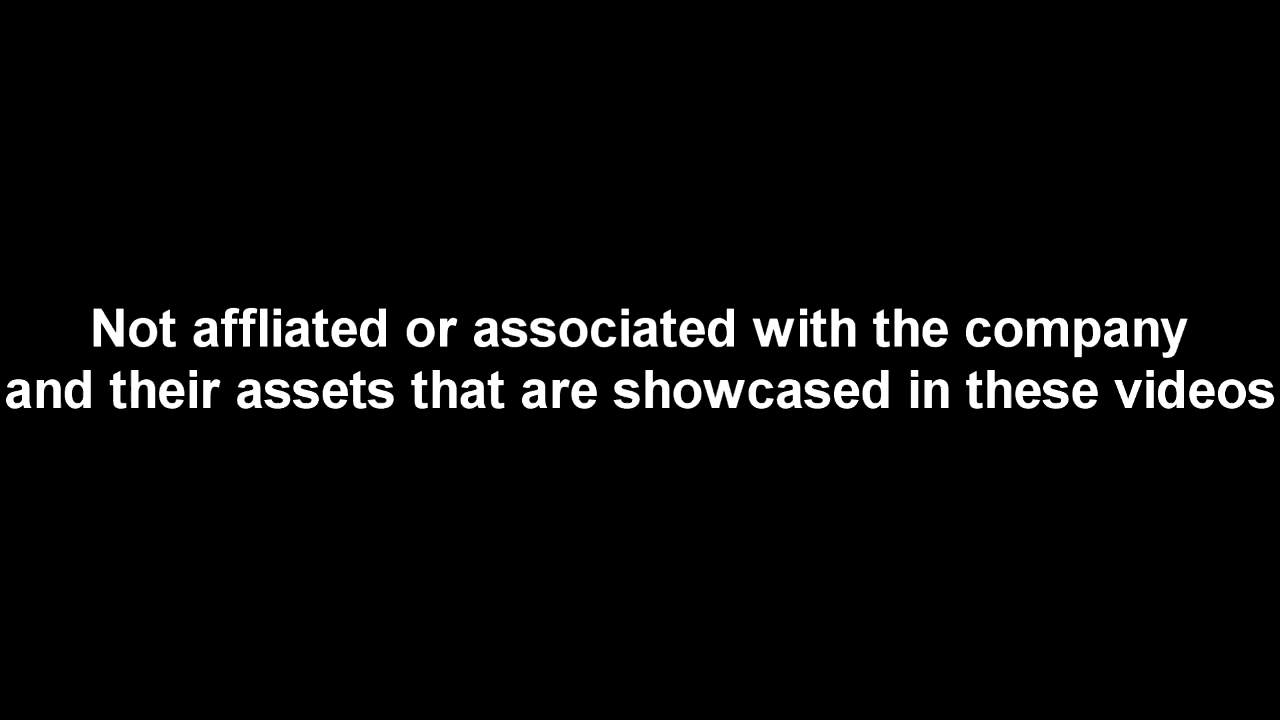 Not affliated or associated with the company
and their assets that are showcased in these videos